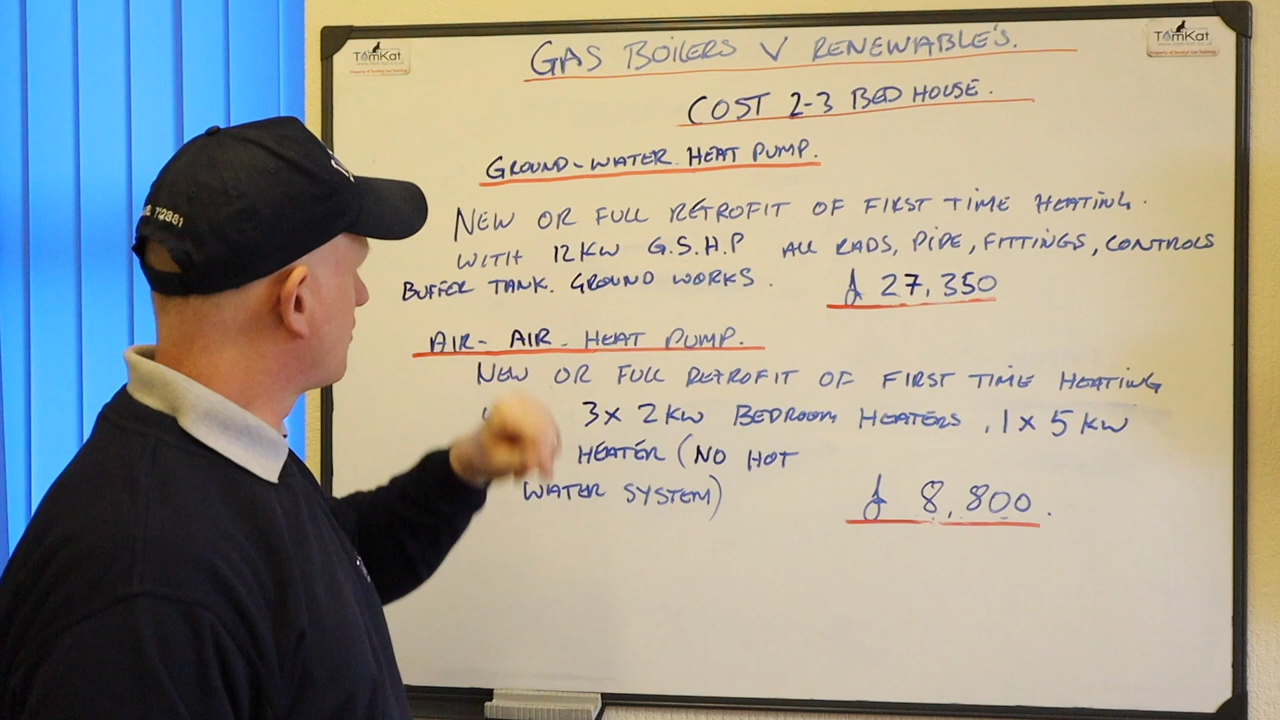 TomKat
TomKat
GAS BOILERS V RENEWABLE'S.
COST 2-3 BED HOUSE.
GROUND-WATER HEAT PUMP.
NEW OR FULL RETROFIT OF FIRST TIME HEATING.
WITH 12KW G.S.H.P ALL RADS, PIPE, FITTINGS, CONTROLS
BUFFER TANK. GROUND WORKS. £ 27,350
AIR- AIR- HEAT PUMP.
NEW OR FULL RETROFIT OF FIRST TIME HEATING
3x 2KW BEDROOM HEATERS, 1 x 5KW
HEATER (NO HOT
WATER SYSTEM) £ 8,800.